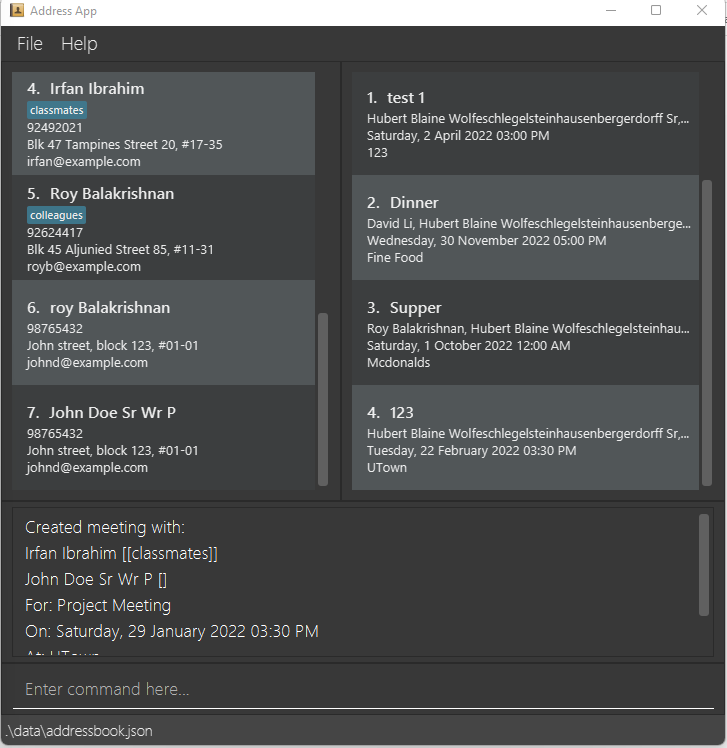 Address App
File Help
4. Irfan Ibrahim
classmates
92492021
Blk 47 Tampines Street 20, #17-35
irfan@example.com
5. Roy Balakrishnan
colleagues
92624417
Blk 45 Aljunied Street 85, #11-31
royb@example.com
6. roy Balakrishnan
98765432
John street, block 123, #01-01
johnd@example.com
7. John Doe Sr Wr P
98765432
John street, block 123, #01-01
johnd@example.com
1. test 1
Hubert Blaine Wolfeschlegelsteinhausenbergerdorff Sr,...
Saturday, 2 April 2022 03:00 PM
123
2. Dinner
David Li, Hubert Blaine Wolfeschlegelsteinhausenberge...
Wednesday, 30 November 2022 05:00 PM
Fine Food
3. Supper
Roy Balakrishnan, Hubert Blaine Wolfeschlegelsteinhau...
Saturday, 1 October 2022 12:00 AM
Mcdonalds
4. 123
Hubert Blaine Wolfeschlegelsteinhausenbergerdorff Sr,...
Tuesday, 22 February 2022 03:30 PM
UTown
Created meeting with:
Irfan Ibrahim [[classmates]]
John Doe Sr Wr P []
For: Project Meeting
On: Saturday, 29 January 2022 03:30 PM
At: UTown
Enter command here...
.\data\addressbook.json